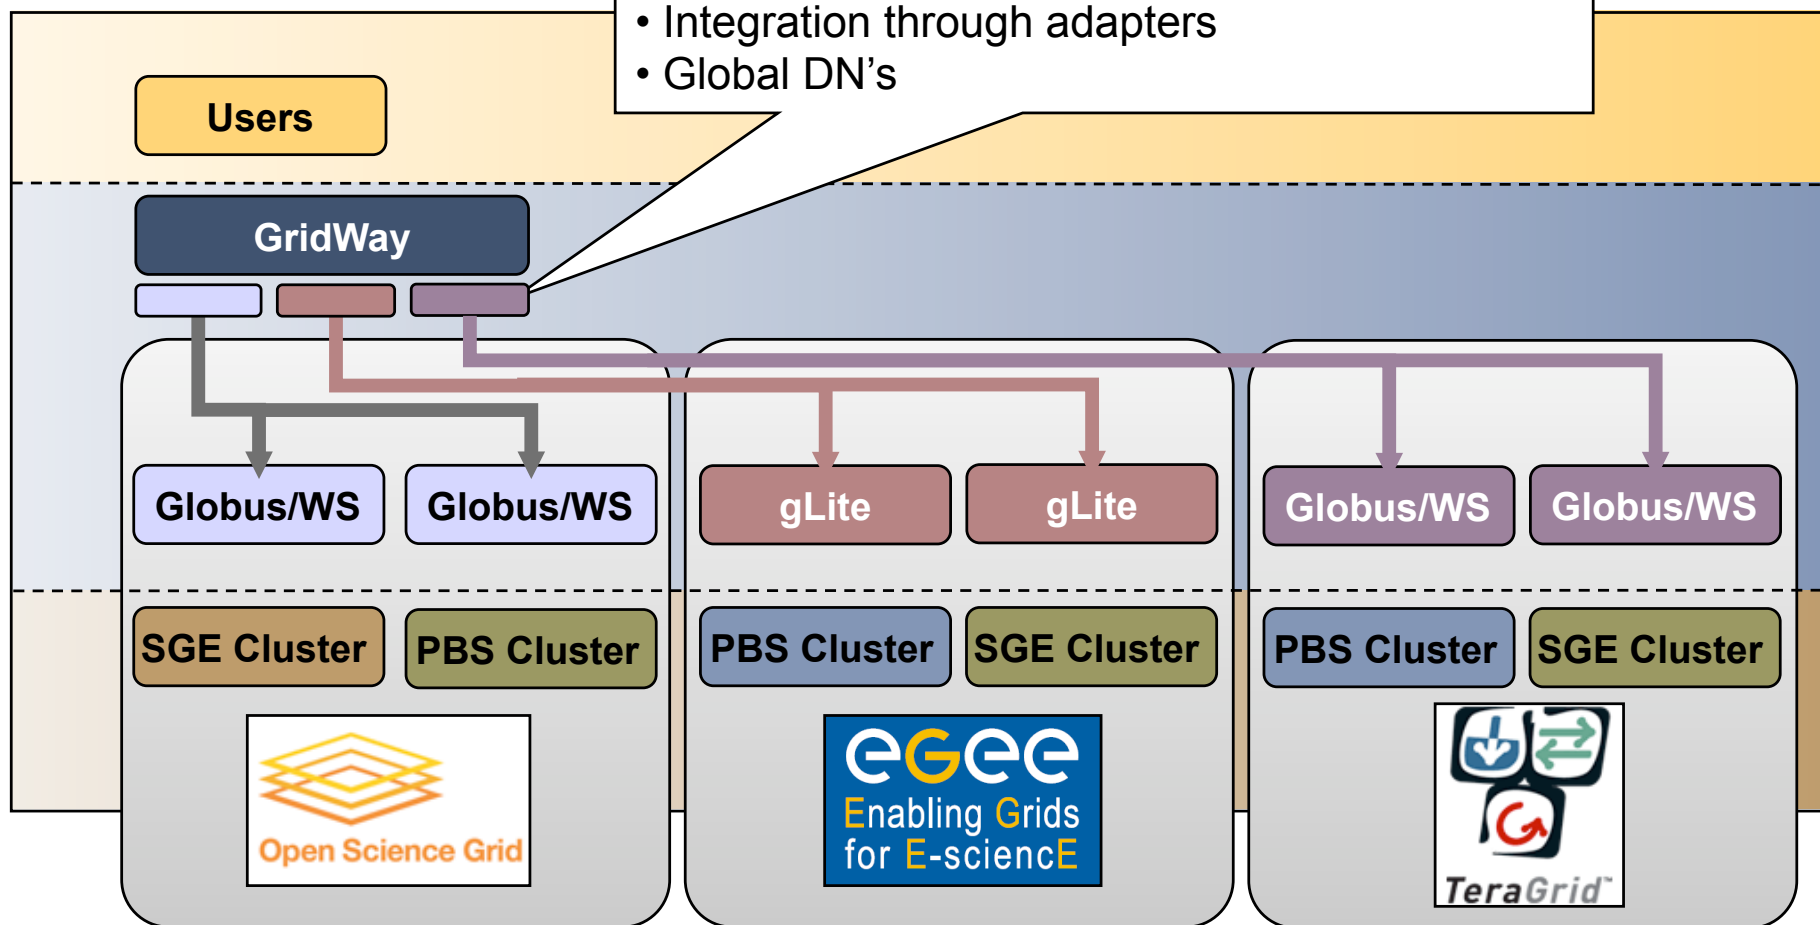 • Integration through adapters
• Global DN’s
Users
GridWay
Globus/WS Globus/WS gLite gLite Globus/WS Globus/WS
SGE Cluster PBS Cluster PBS Cluster SGE Cluster PBS Cluster SGE Cluster
Open Science Grid
eGee
Enabling Grids
for E-sciencE
TeraGrid™